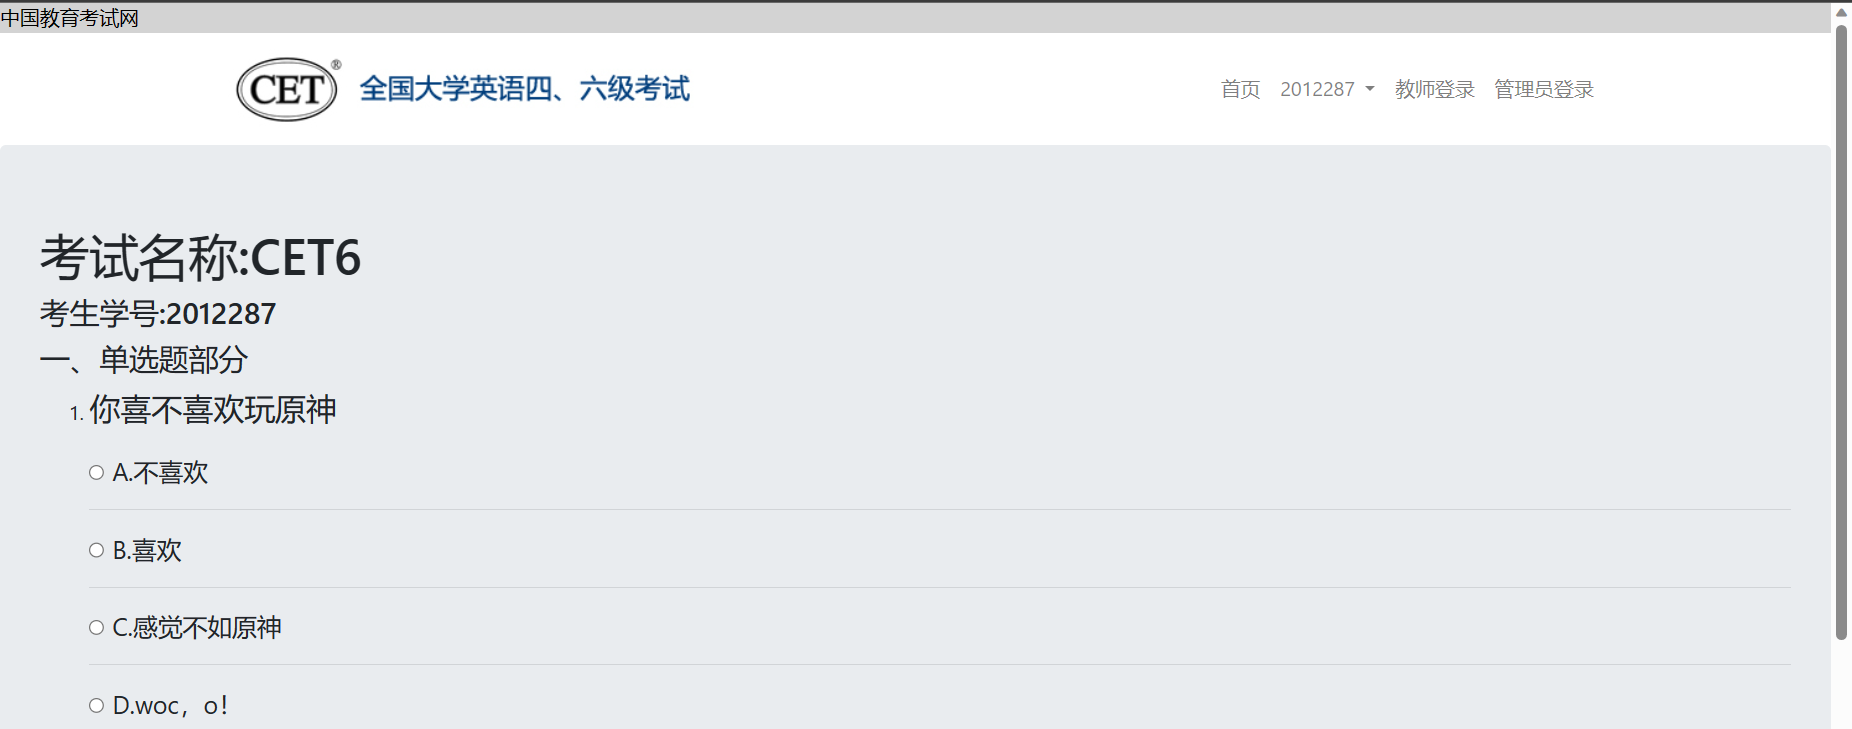 中国教育考试网
CET® 全国大学英语四、六级考试 首页 2012287 教师登录 管理员登录
考试名称:CET6
考生学号:2012287
一、单选题部分
1. 你喜不喜欢玩原神
A.不喜欢
B.喜欢
C.感觉不如原神
D.woc，o！